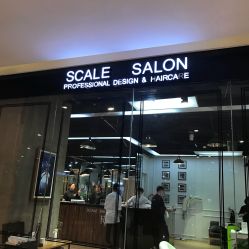 SCALE SALON
PROFESSIONAL DESIGN & HAIRCARE